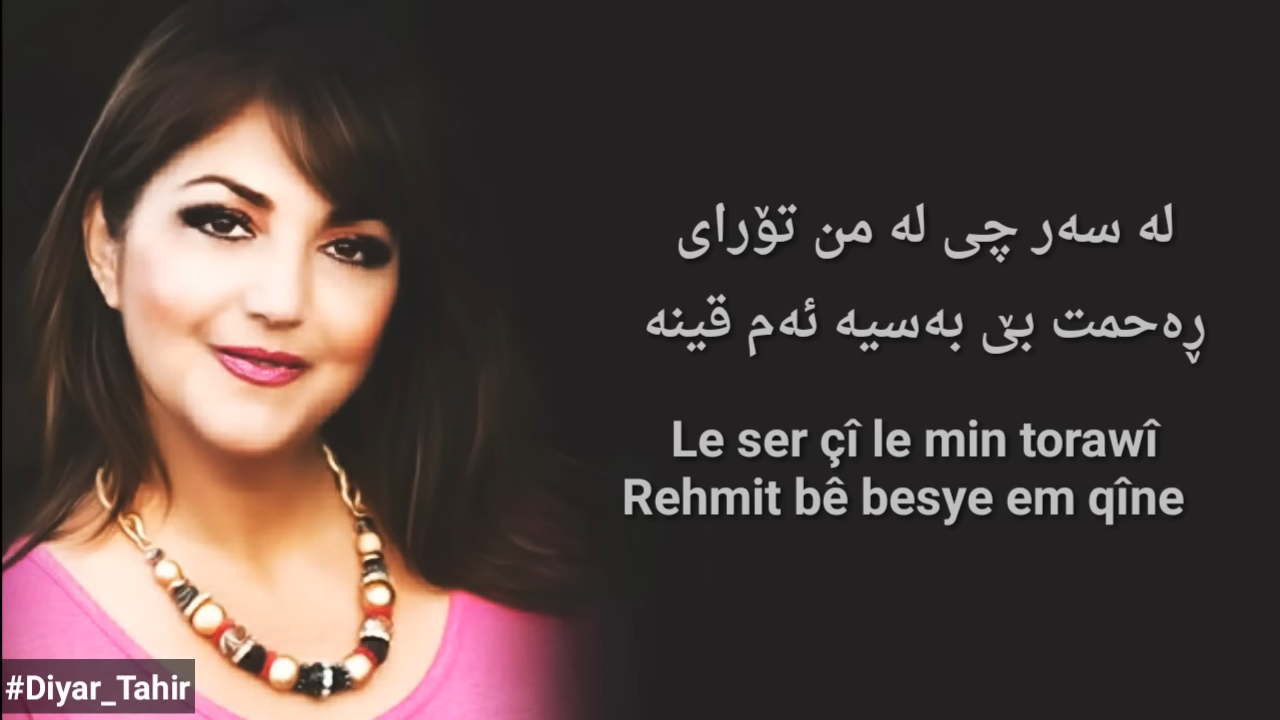 لە سەر چی لە من تۆرای
ڕەحمت بێ بەسیە ئەم قینە
Le ser çî le min torawî
Rehmit bê besye em qîne
#Diyar_Tahir